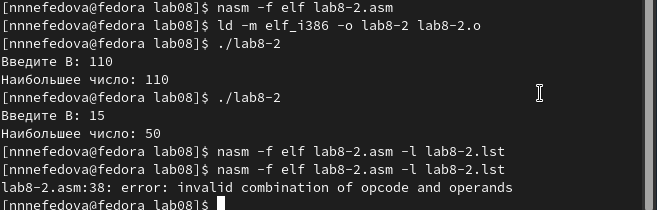 [nnnefedova@fedora lab08]$ nasm -f elf lab8-2.asm
[nnnefedova@fedora lab08]$ ld -m elf_i386 -o lab8-2 lab8-2.o
[nnnefedova@fedora lab08]$ ./lab8-2
Введите B: 110
Наибольшее число: 110
[nnnefedova@fedora lab08]$ ./lab8-2
Введите B: 15
Наибольшее число: 50
[nnnefedova@fedora lab08]$ nasm -f elf lab8-2.asm -l lab8-2.lst
[nnnefedova@fedora lab08]$ nasm -f elf lab8-2.asm -l lab8-2.lst
lab8-2.asm:38: error: invalid combination of opcode and operands
[nnnefedova@fedora lab08]$